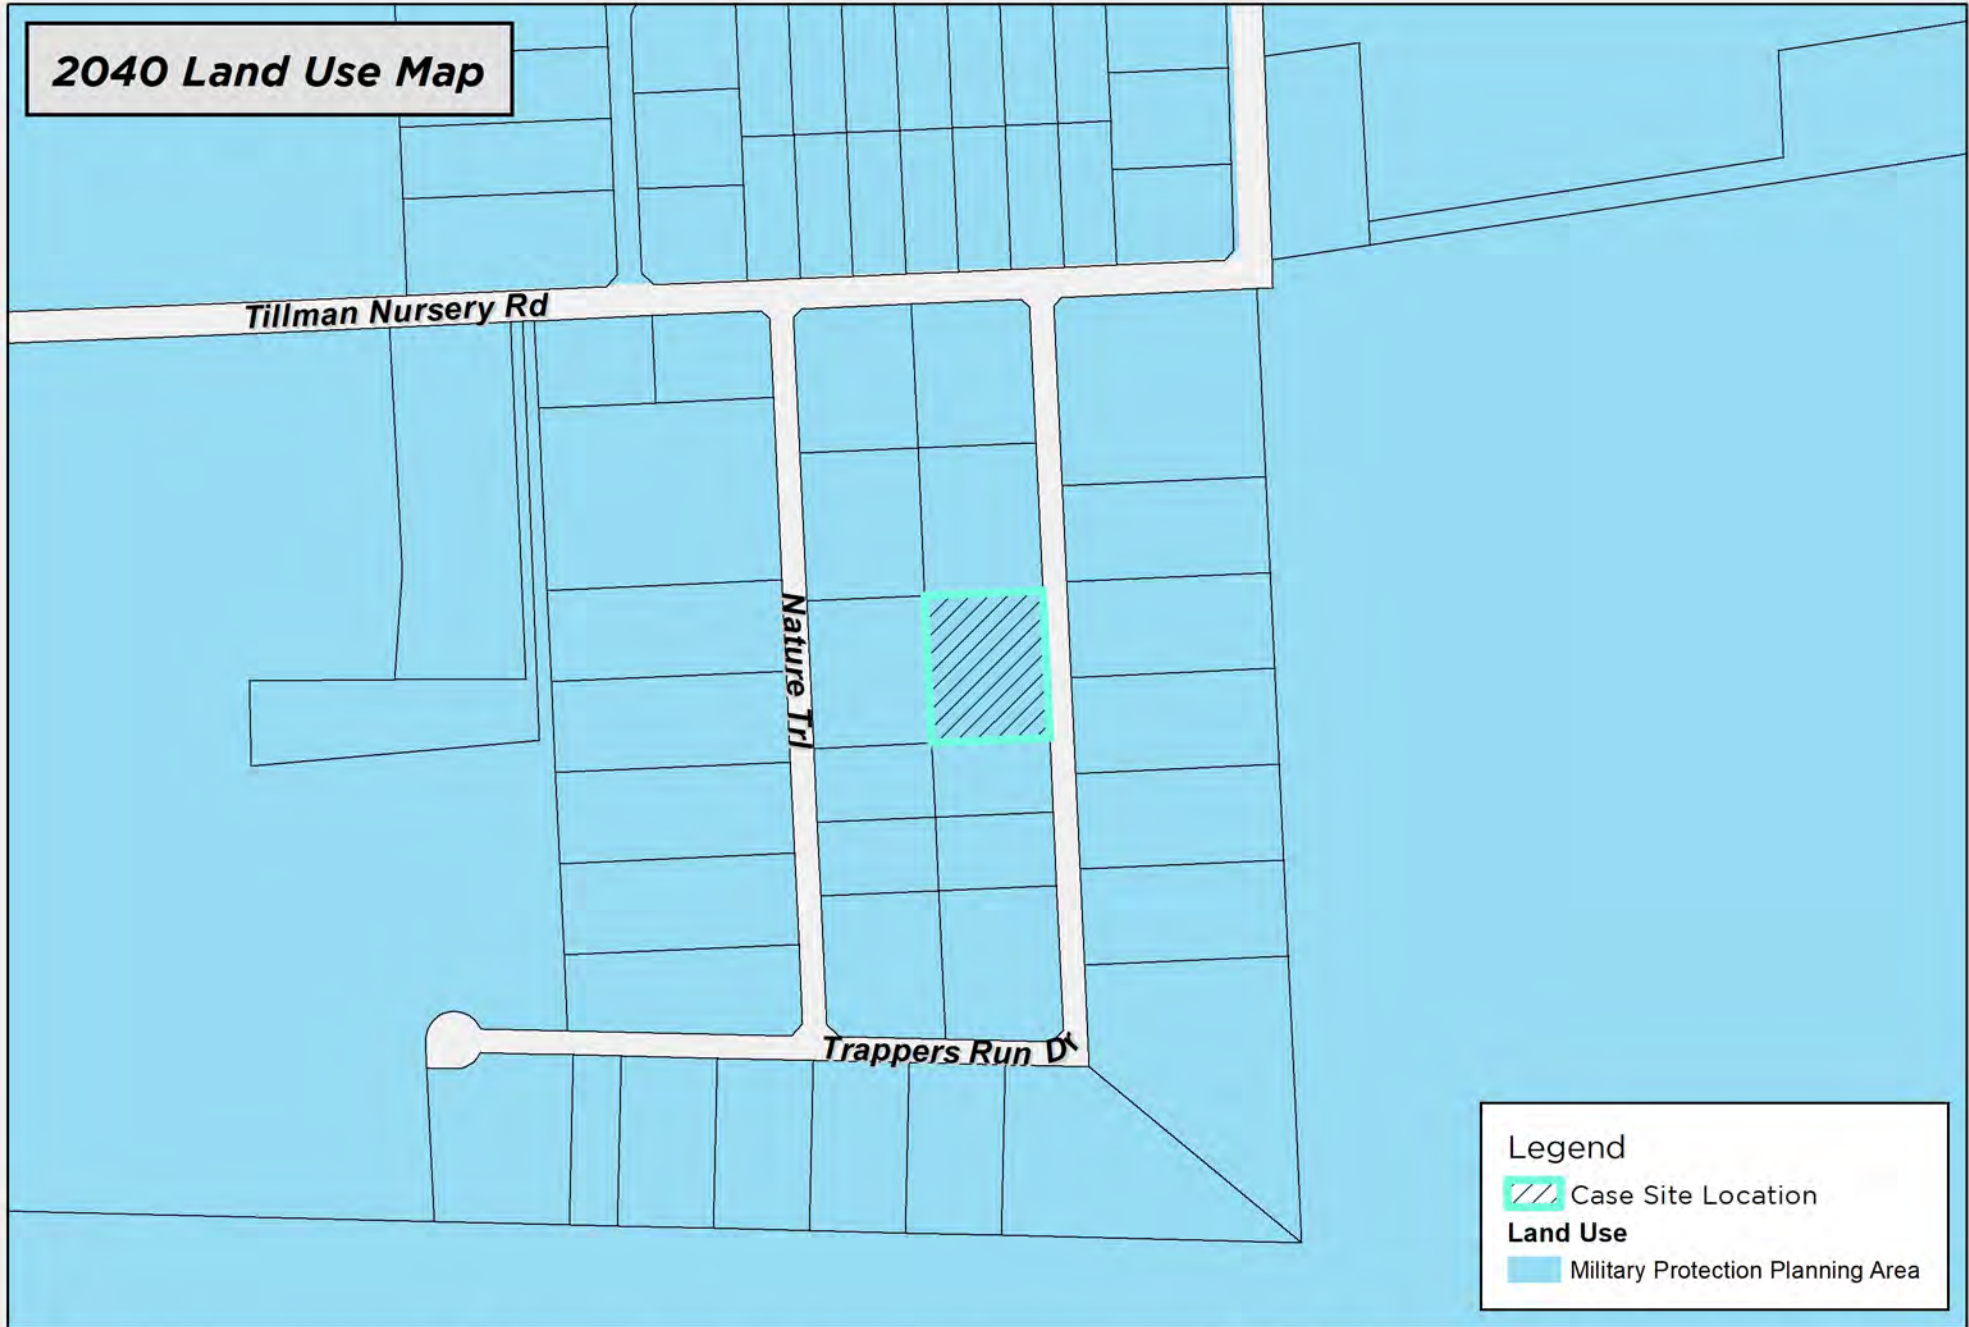 2040 Land Use Map
Tillman Nursery Rd
Nature Trl
Trappers Run Dr
Legend
Case Site Location
Land Use
Military Protection Planning Area